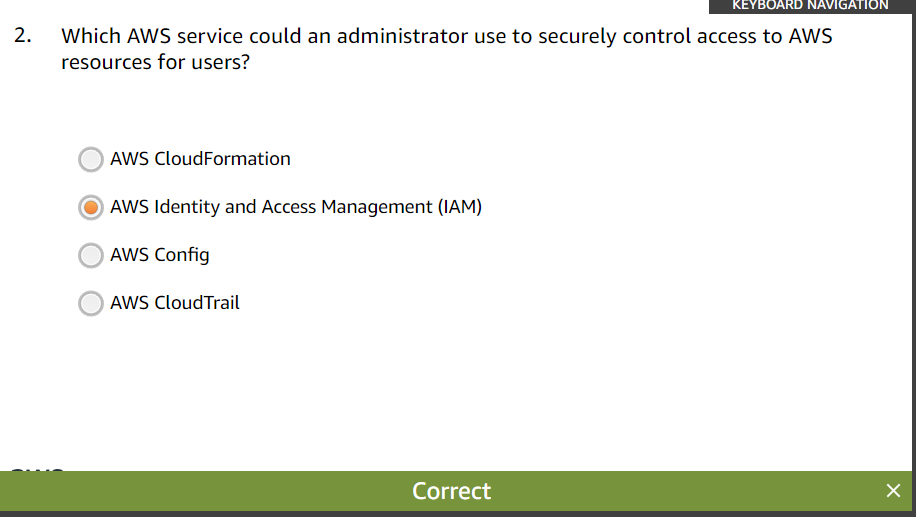 KEYBOARD NAVIGATION
2. Which AWS service could an administrator use to securely control access to AWS
resources for users?
AWS CloudFormation
AWS Identity and Access Management (IAM)
AWS Config
AWS CloudTrail
Correct